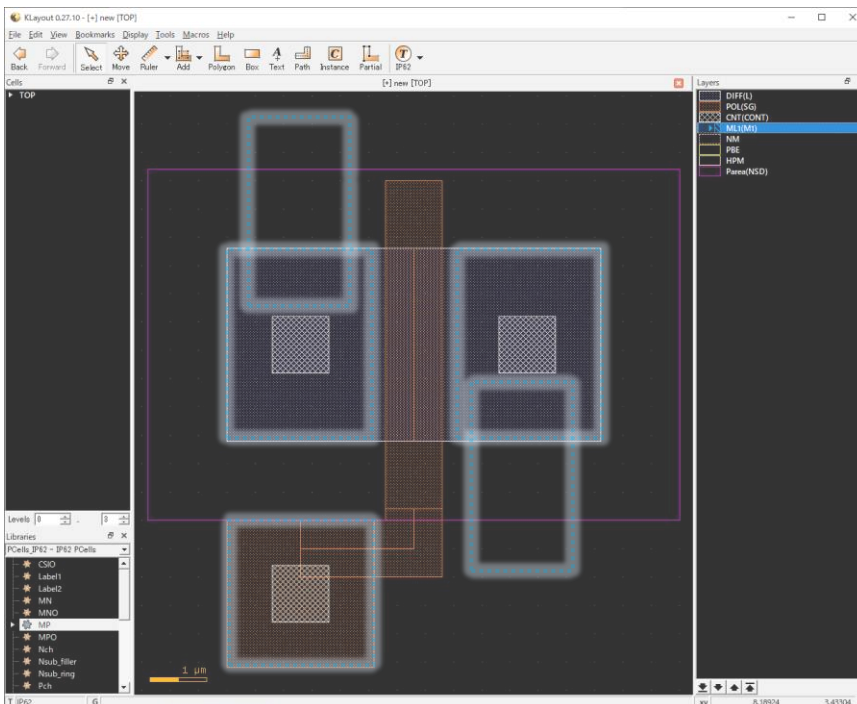 KLayout 0.27.10 - [+] new [TOP]
File Edit View Bookmarks Display Tools Macros Help
Back Forward Select Move Ruler Add Polygon Box Text Path Instance Partial IP62
Cells
[+] new [TOP]
Layers
TOP
DIFF(L)
POL(SG)
CNT(CONT)
ML1(M1)
NM
PBE
HPM
Parea(NSD)
Levels 0 .. 8
Libraries
PCells_IP62 - IP62 PCells
CSIO
Label1
Label2
MN
MNO
MP
MPO
Nch
Nsub_filler
Nsub_ring
Pch
1 μm
T IP62 G xy 8.18924 3.43304